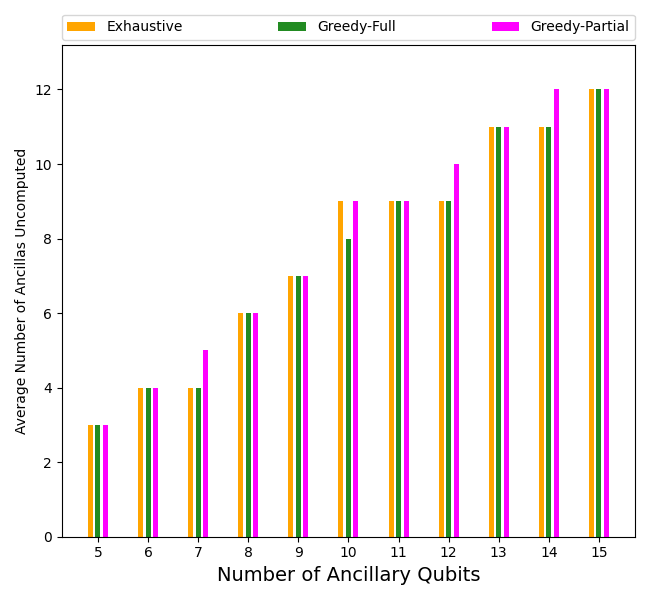 Exhaustive Greedy-Full Greedy-Partial
Average Number of Ancillas Uncomputed
12
10
8
6
4
2
0
5 6 7 8 9 10 11 12 13 14 15
Number of Ancillary Qubits